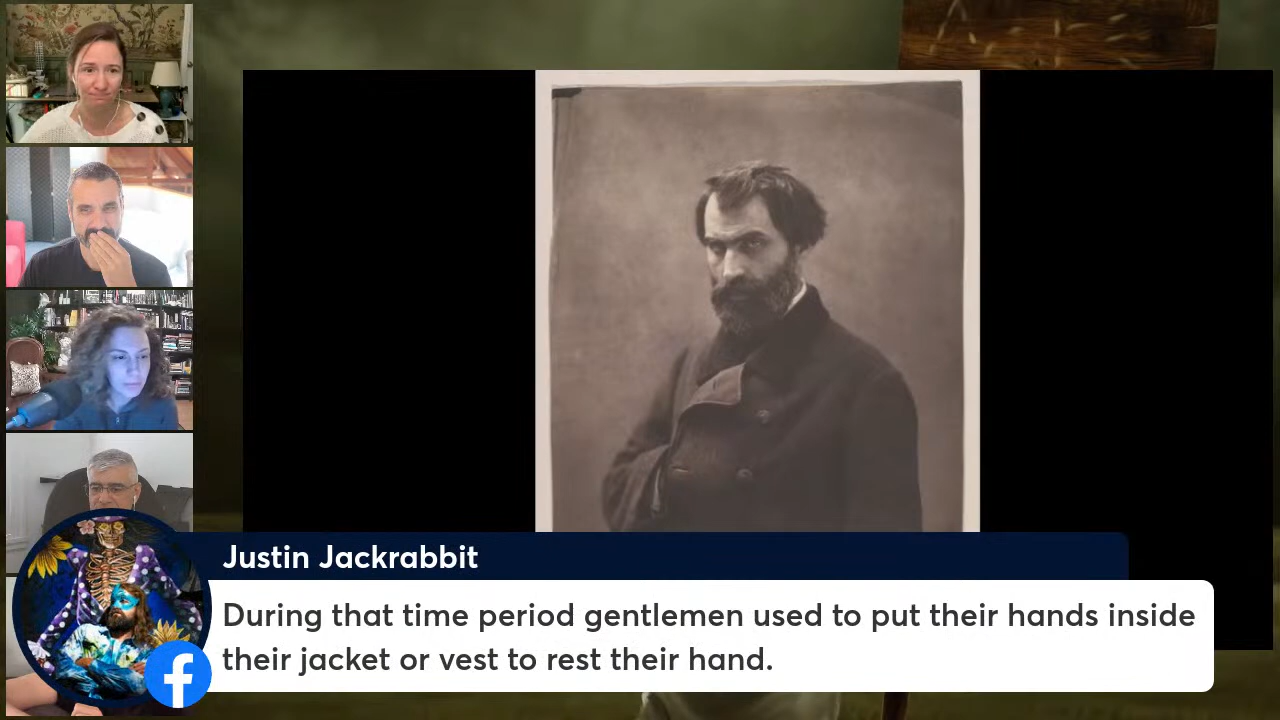 Justin Jackrabbit
During that time period gentlemen used to put their hands inside
their jacket or vest to rest their hand.